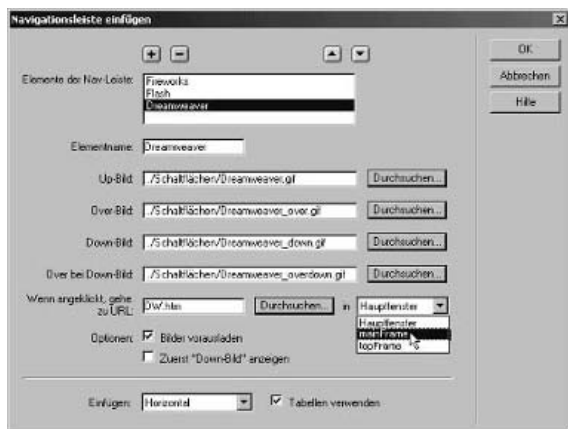 Navigationsleiste einfügen
OK
Abbrechen
Hilfe
Elemente der Nav-Leiste:
Fireworks
Flash
Dreamweaver
Elementname: Dreamweaver
Up-Bild: ../Schaltflächen/Dreamweaver.gif Durchsuchen...
Over-Bild: ../Schaltflächen/Dreamweaver_over.gif Durchsuchen...
Down-Bild: ../Schaltflächen/Dreamweaver_down.gif Durchsuchen...
Over bei Down-Bild: ../Schaltflächen/Dreamweaver_overdown.gif Durchsuchen...
Wenn angeklickt, gehe zu URL: DW.htm Durchsuchen... in Hauptfenster
Hauptfenster
mainFrame
topFrame
Optionen: Bilder vorausladen
Zuerst "Down-Bild" anzeigen
Einfügen: Horizontal Tabellen verwenden